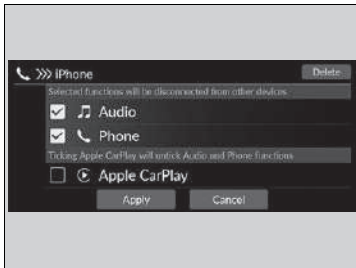 >>> iPhone
Delete
Selected functions will be disconnected from other devices
Audio
Phone
Ticking Apple CarPlay will untick Audio and Phone functions
Apple CarPlay
Apply
Cancel